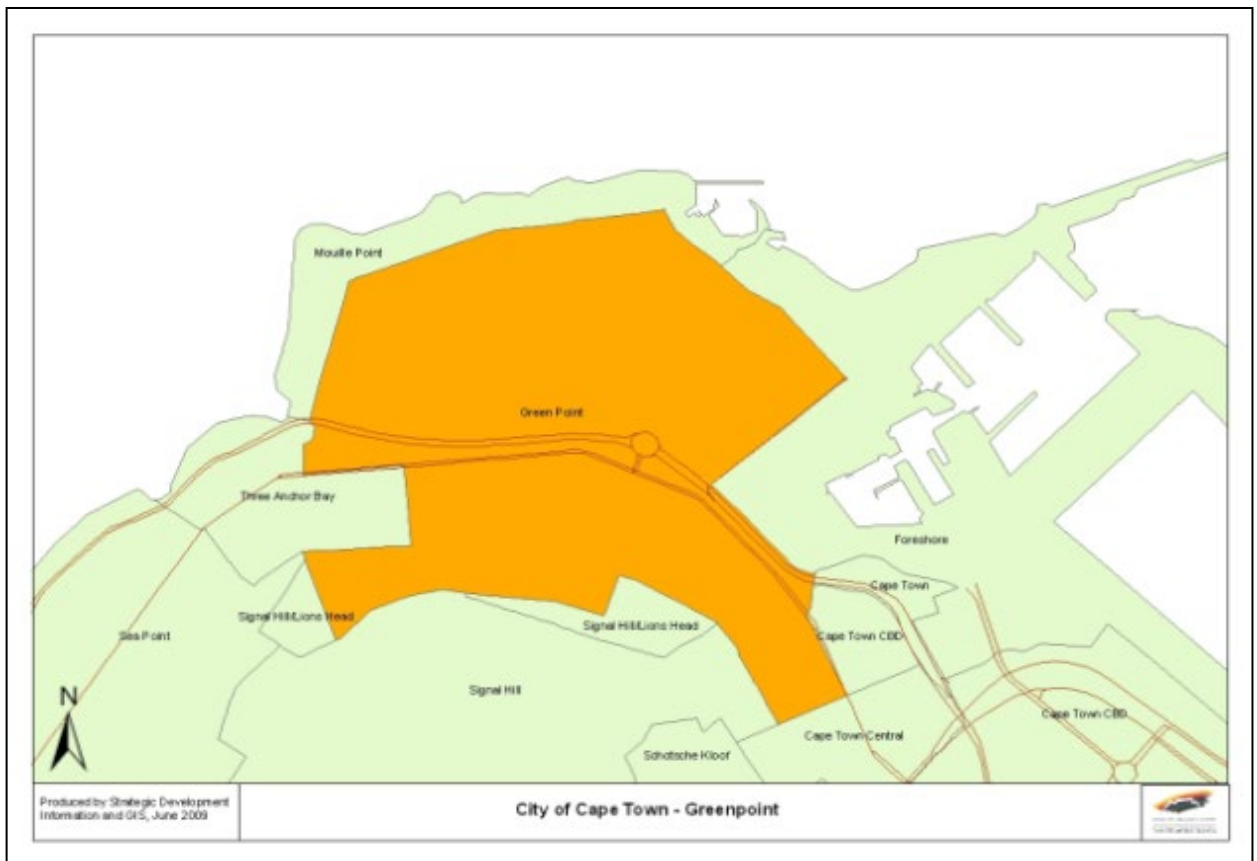 Mouille Point
Green Point
Three Anchor Bay
Foreshore
Cape Town
Signal Hill/Lions Head
Signal Hill/Lions Head
Sea Point
Cape Town CBD
Signal Hill
N
Cape Town CBD
Cape Town Central
Schotsche Kloof
Produced by Strategic Development
Information and GIS, June 2009
City of Cape Town - Greenpoint